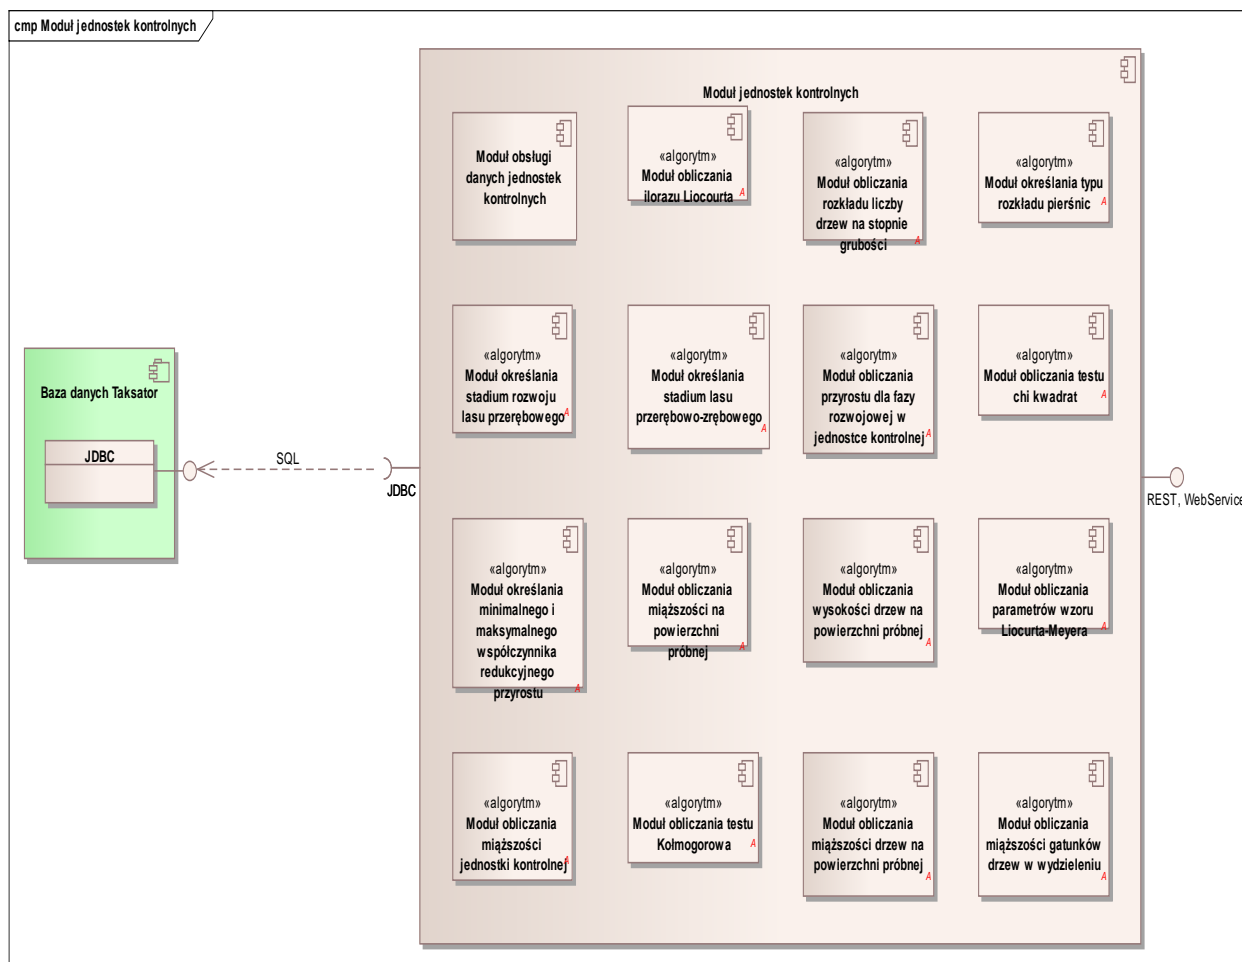 cmp Moduł jednostek kontrolnych
Moduł jednostek kontrolnych
Moduł obsługi
danych jednostek
kontrolnych
«algorytm»
Moduł obliczania
ilorazu Liocourta
A
«algorytm»
Moduł obliczania
rozkładu liczby
drzew na stopnie
grubości
A
«algorytm»
Moduł określania typu
rozkładu pierśnic
A
Baza danych Taksator
JDBC
SQL
JDBC
«algorytm»
Moduł określania
stadium rozwoju
lasu przerębowego
A
«algorytm»
Moduł określania
stadium lasu
przerębowo-zrębowego
A
«algorytm»
Moduł obliczania
przyrostu dla fazy
rozwojowej w
jednostce kontrolnej
A
«algorytm»
Moduł obliczania testu
chi kwadrat
A
REST, WebService
«algorytm»
Moduł określania
minimalnego i
maksymalnego
współczynnika
redukcyjnego
przyrostu
A
«algorytm»
Moduł obliczania
miąższości na
powierzchni
próbnej
A
«algorytm»
Moduł obliczania
wysokości drzew na
powierzchni próbnej
A
«algorytm»
Moduł obliczania
parametrów wzoru
Liocurta-Meyera
A
«algorytm»
Moduł obliczania
miąższości
jednostki kontrolnej
A
«algorytm»
Moduł obliczania testu
Kołmogorowa
A
«algorytm»
Moduł obliczania
miąższości drzew na
powierzchni próbnej
A
«algorytm»
Moduł obliczania
miąższości gatunków
drzew w wydzieleniu
A